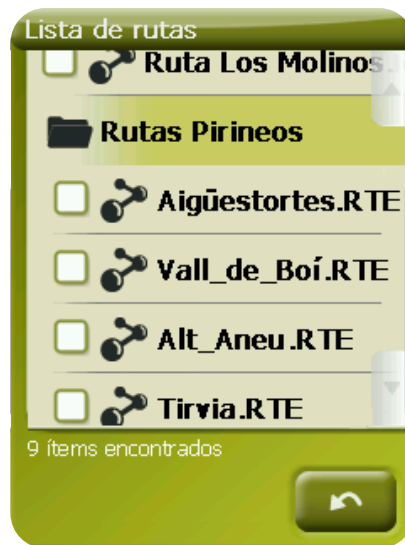 Lista de rutas
Ruta Los Molinos.
Rutas Pirineos
Aigüestortes.RTE
Vall_de_Boí.RTE
Alt_Aneu.RTE
Tirvia.RTE
9 ítems encontrados